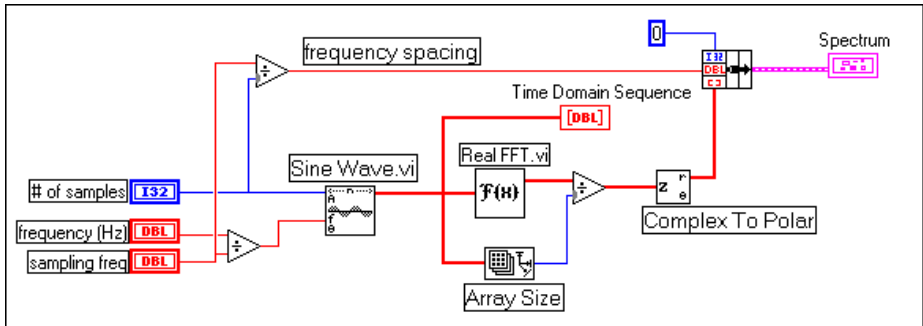 frequency spacing
0
I32
DBL
[ ]
Spectrum
Time Domain Sequence
[DBL]
Sine Wave.vi
Real FFT.vi
# of samples
I32
n
A
f
θ
F(x)
÷
z
r
θ
frequency (Hz)
DBL
÷
Complex To Polar
sampling freq
DBL
Array Size
÷